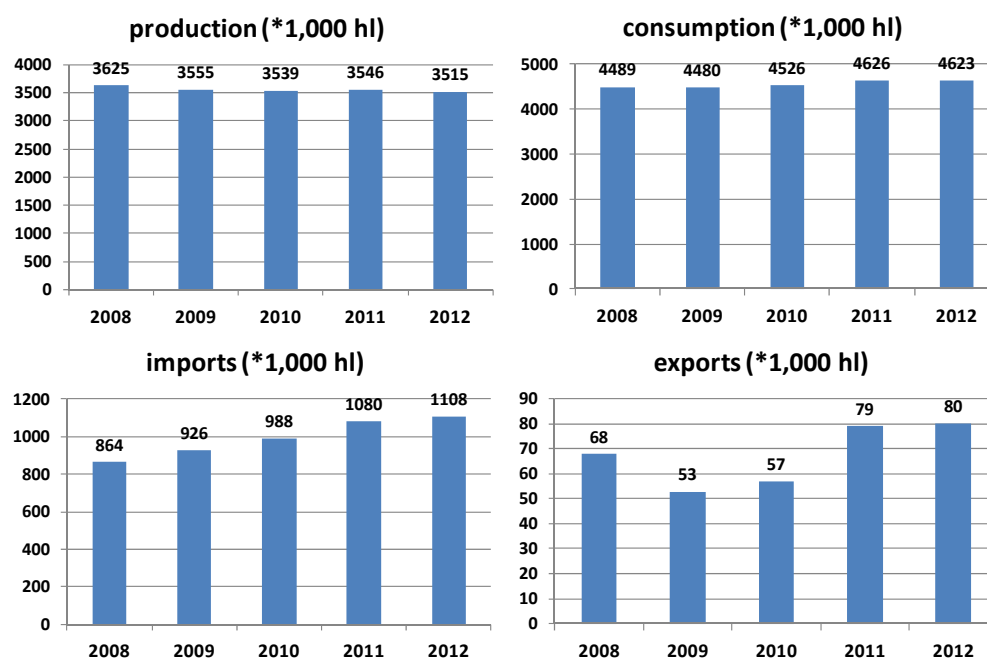 production (*1,000 hl)
4000
3500
3000
2500
2000
1500
1000
500
0
3625 3555 3539 3546 3515
2008 2009 2010 2011 2012
consumption (*1,000 hl)
5000
4000
3000
2000
1000
0
4489 4480 4526 4626 4623
2008 2009 2010 2011 2012
imports (*1,000 hl)
1200
1000
800
600
400
200
0
864 926 988 1080 1108
2008 2009 2010 2011 2012
exports (*1,000 hl)
90
80
70
60
50
40
30
20
10
0
68 53 57 79 80
2008 2009 2010 2011 2012